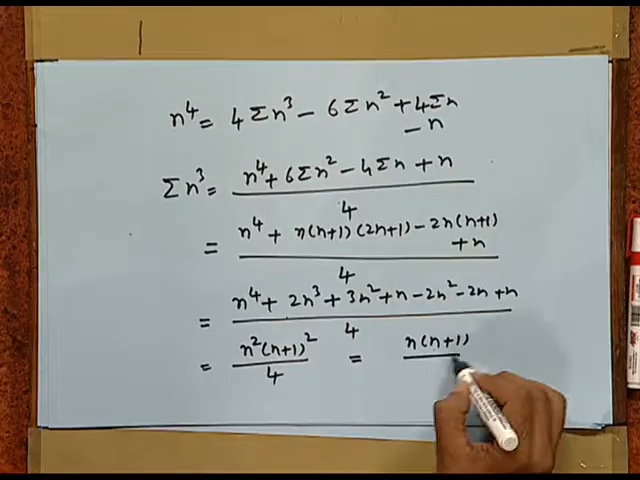 n⁴ = 4Σn³ − 6Σn² + 4Σn
− n
Σn³ = (n⁴ + 6Σn² − 4Σn + n) / 4
= (n⁴ + n(n+1)(2n+1) − 2n(n+1) + n) / 4
= (n⁴ + 2n³ + 3n² + n − 2n² − 2n + n) / 4
= n²(n+1)² / 4 = n(n+1)